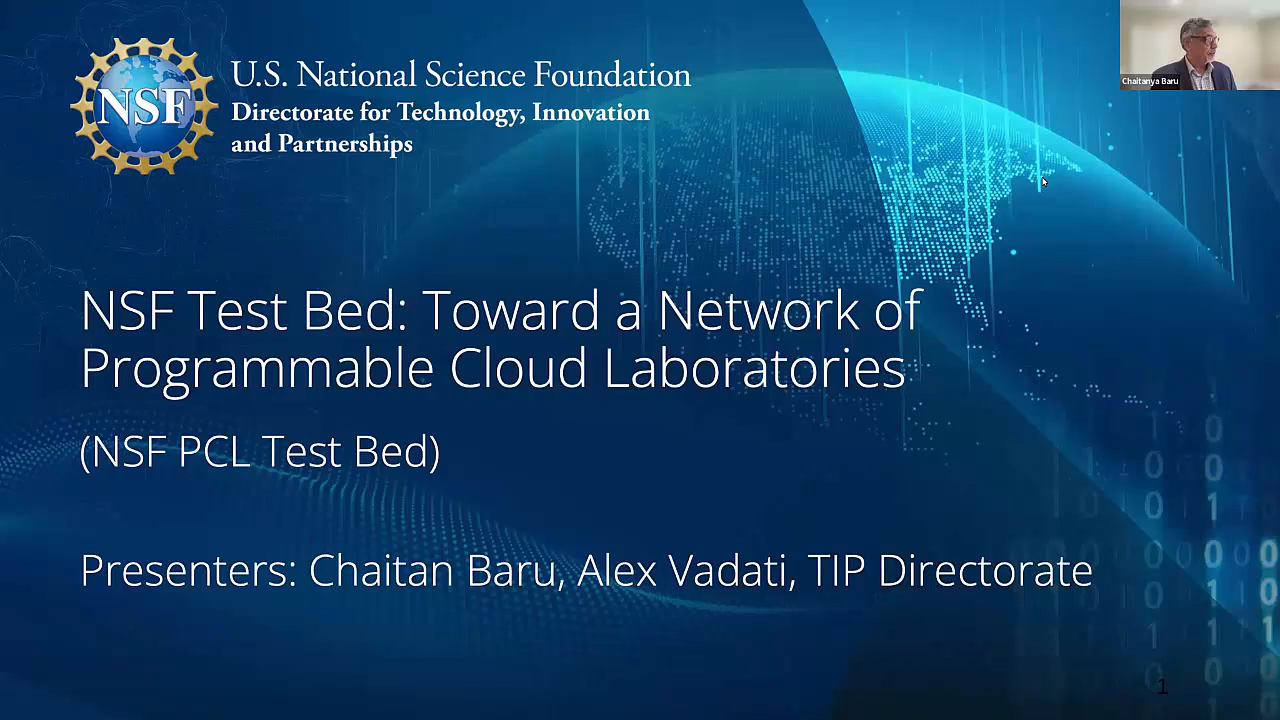 NSF
U.S. National Science Foundation
Directorate for Technology, Innovation
and Partnerships
Chaitanya Baru
NSF Test Bed: Toward a Network of
Programmable Cloud Laboratories
(NSF PCL Test Bed)
Presenters: Chaitan Baru, Alex Vadati, TIP Directorate
1